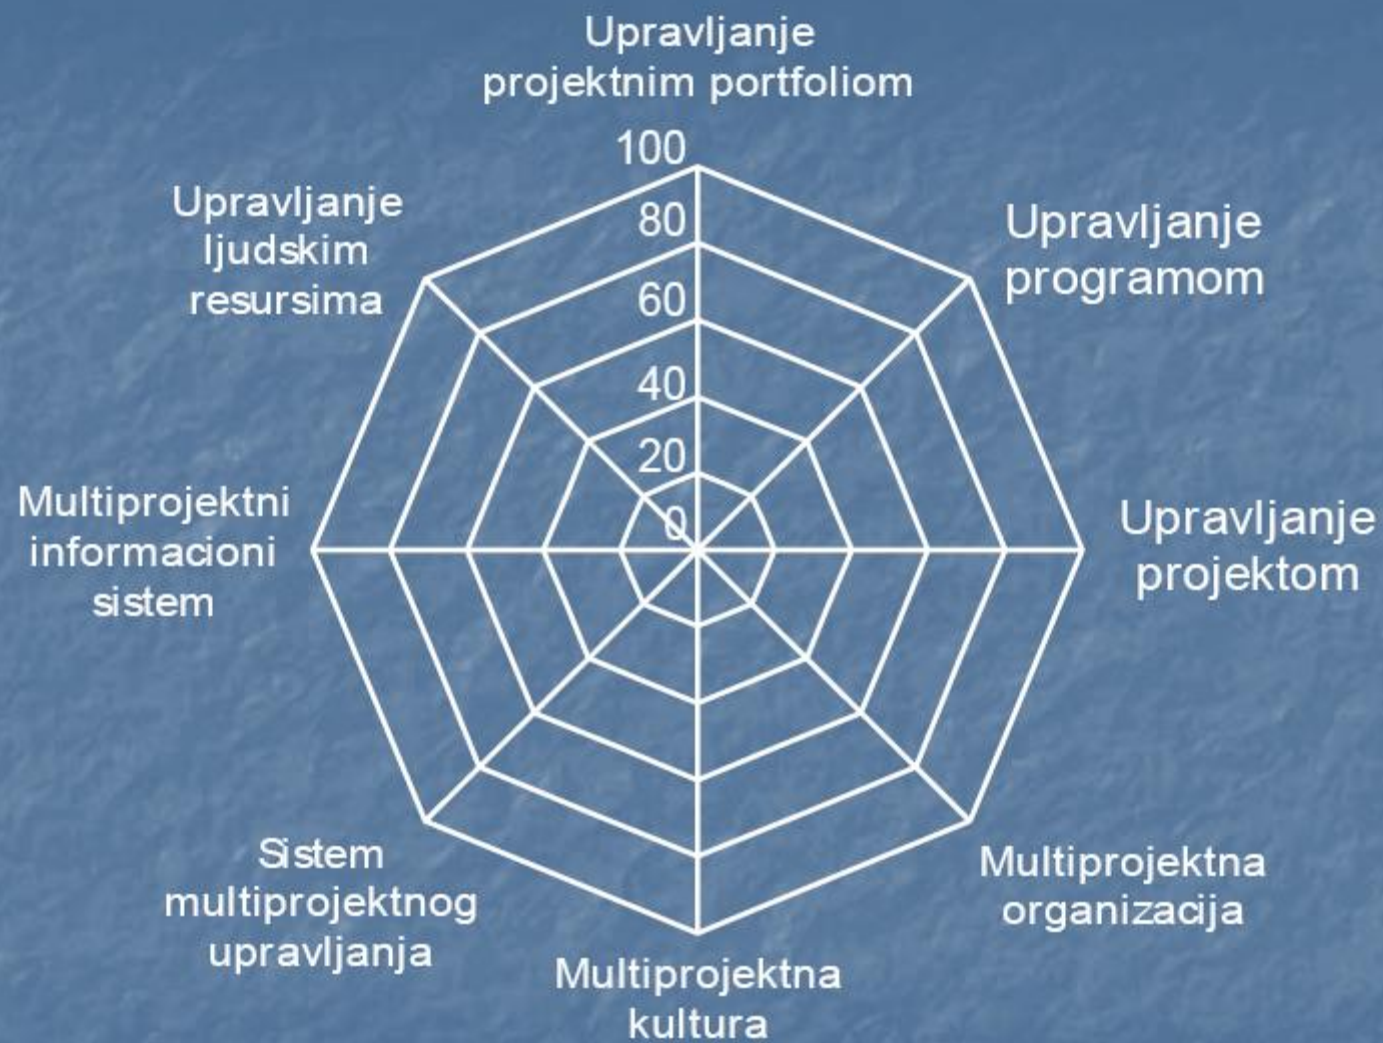 Upravljanje
projektnim portfoliom
100
80
60
40
20
0
Upravljanje
programom
Upravljanje
projektom
Multiprojektna
organizacija
Multiprojektna
kultura
Sistem
multiprojektnog
upravljanja
Multiprojektni
informacioni
sistem
Upravljanje
ljudskim
resursima